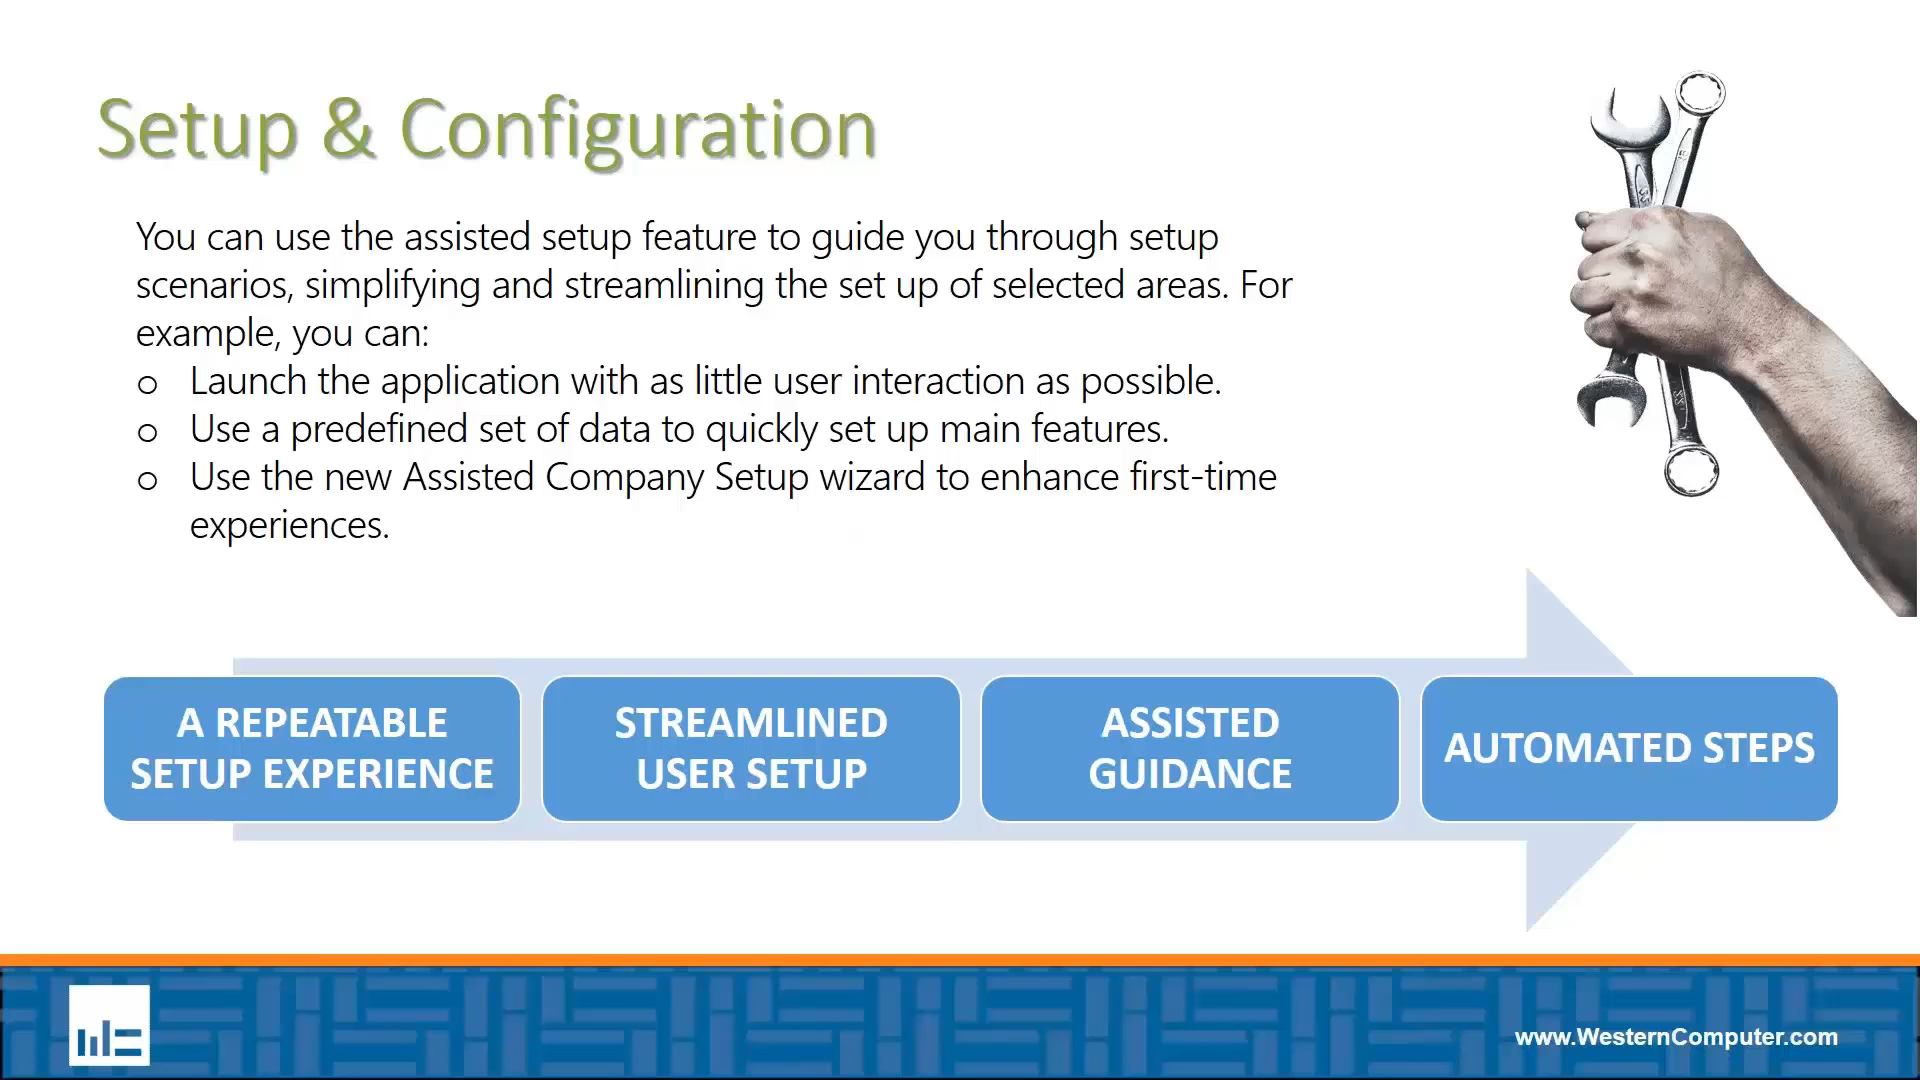 Setup & Configuration
You can use the assisted setup feature to guide you through setup
scenarios, simplifying and streamlining the set up of selected areas. For
example, you can:
o Launch the application with as little user interaction as possible.
o Use a predefined set of data to quickly set up main features.
o Use the new Assisted Company Setup wizard to enhance first-time
experiences.
A REPEATABLE
SETUP EXPERIENCE
STREAMLINED
USER SETUP
ASSISTED
GUIDANCE
AUTOMATED STEPS
www.WesternComputer.com